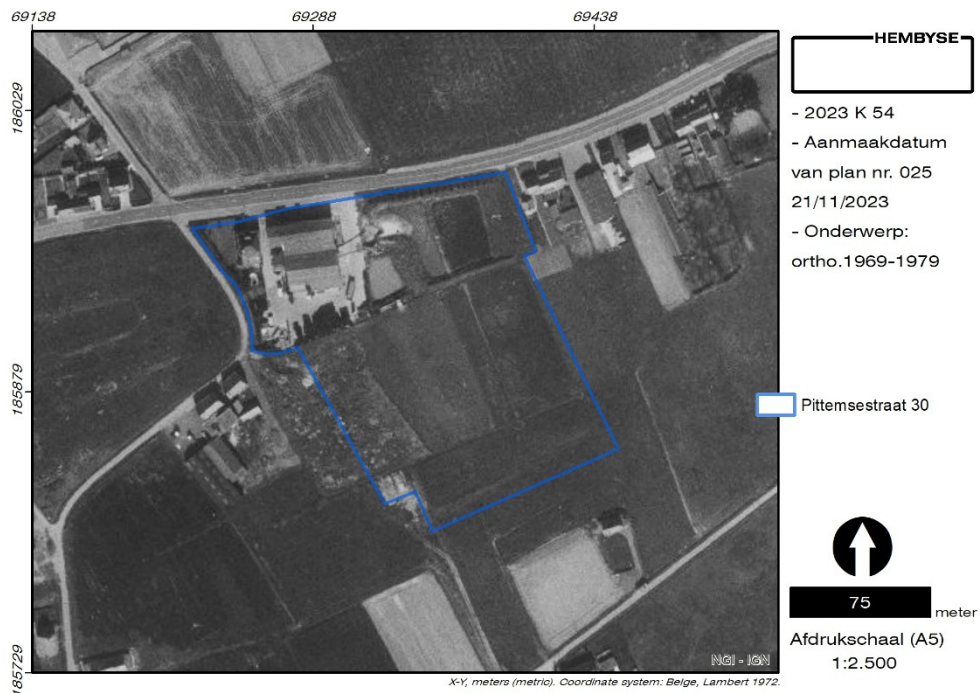 69138
69288
69438
186029
185879
185729
HEMBYSE
- 2023 K 54
- Aanmaakdatum
van plan nr. 025
21/11/2023
- Onderwerp:
ortho.1969-1979
Pittemsestraat 30
75
meter
Afdrukschaal (A5)
1:2.500
NGI - IGN
X-Y, meters (metric). Coordinate system: Belge, Lambert 1972.